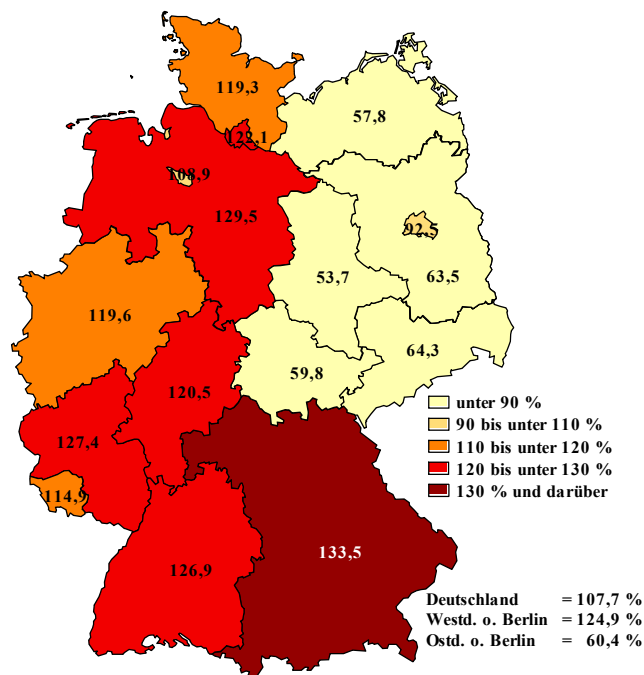 119,3
57,8
122,1
108,9
129,5
92,5
53,7
63,5
119,6
64,3
59,8
120,5
unter 90 %
90 bis unter 110 %
110 bis unter 120 %
120 bis unter 130 %
130 % und darüber
127,4
114,9
133,5
126,9
Deutschland = 107,7 %
Westd. o. Berlin = 124,9 %
Ostd. o. Berlin = 60,4 %